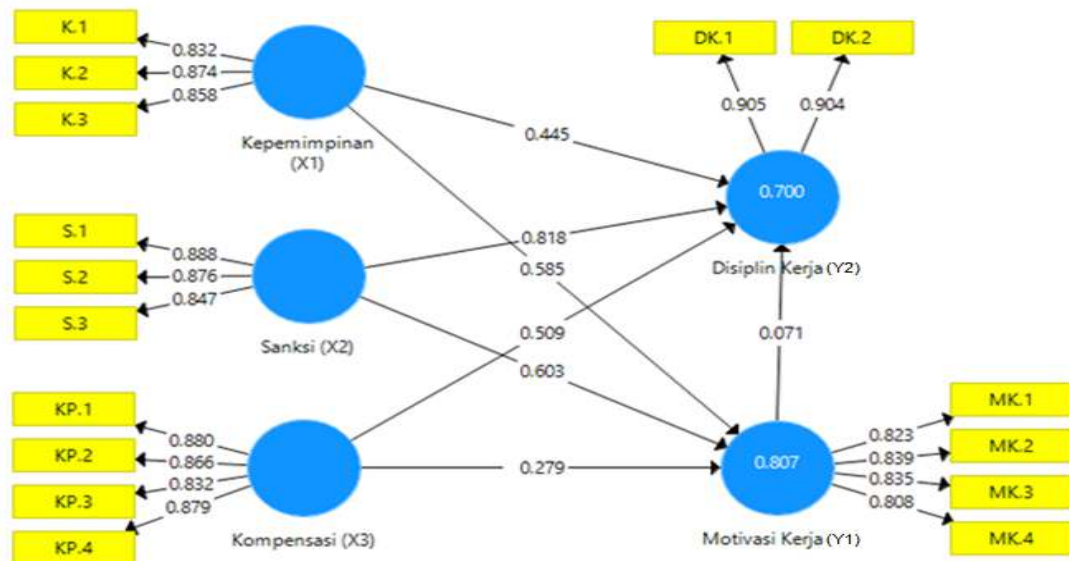 K.1
K.2
K.3
0.832
0.874
0.858
Kepemimpinan
(X1)
S.1
S.2
S.3
0.888
0.876
0.847
Sanksi (X2)
KP.1
KP.2
KP.3
KP.4
0.880
0.866
0.832
0.879
Kompensasi (X3)
0.445
0.818
0.585
0.509
0.603
0.279
0.071
DK.1
DK.2
0.905
0.904
0.700
Disiplin Kerja (Y2)
0.807
Motivasi Kerja (Y1)
0.823
0.839
0.835
0.808
MK.1
MK.2
MK.3
MK.4